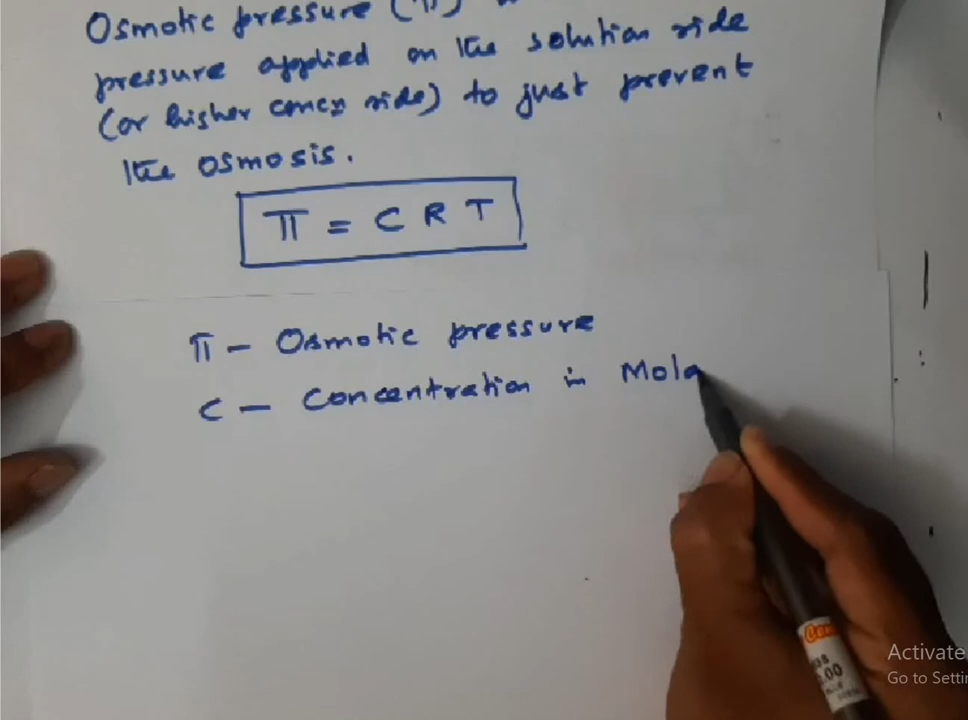 Osmotic pressure (π)
pressure applied on the solution side
(or higher concn side) to just prevent
the osmosis.
π = C R T
π – Osmotic pressure
C – Concentration in Mola
.00
Activate
Go to Settin